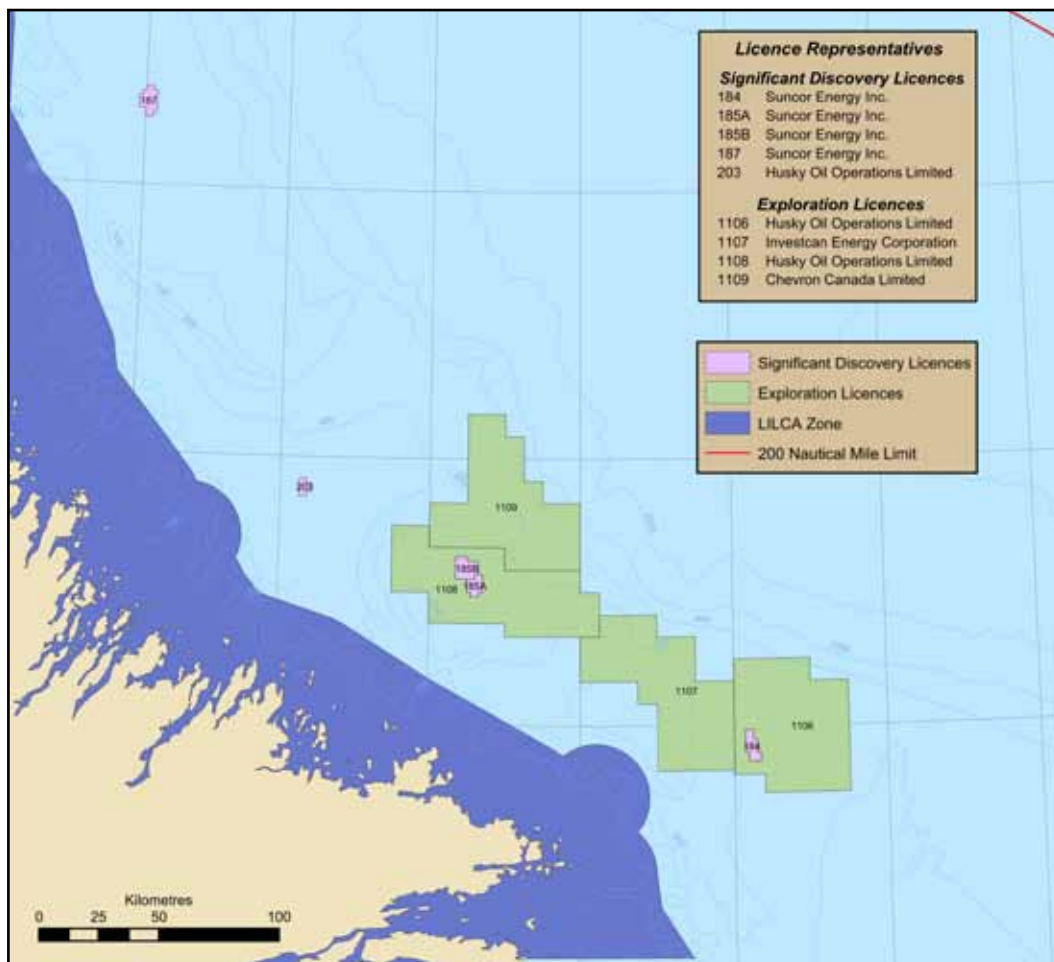 Licence Representatives
Significant Discovery Licences
184 Suncor Energy Inc.
185A Suncor Energy Inc.
185B Suncor Energy Inc.
187 Suncor Energy Inc.
203 Husky Oil Operations Limited
Exploration Licences
1106 Husky Oil Operations Limited
1107 Investcan Energy Corporation
1108 Husky Oil Operations Limited
1109 Chevron Canada Limited
Significant Discovery Licences
Exploration Licences
LILCA Zone
200 Nautical Mile Limit
187
203
1109
185B
185A
1108
1107
1106
184
Kilometres
0 25 50 100